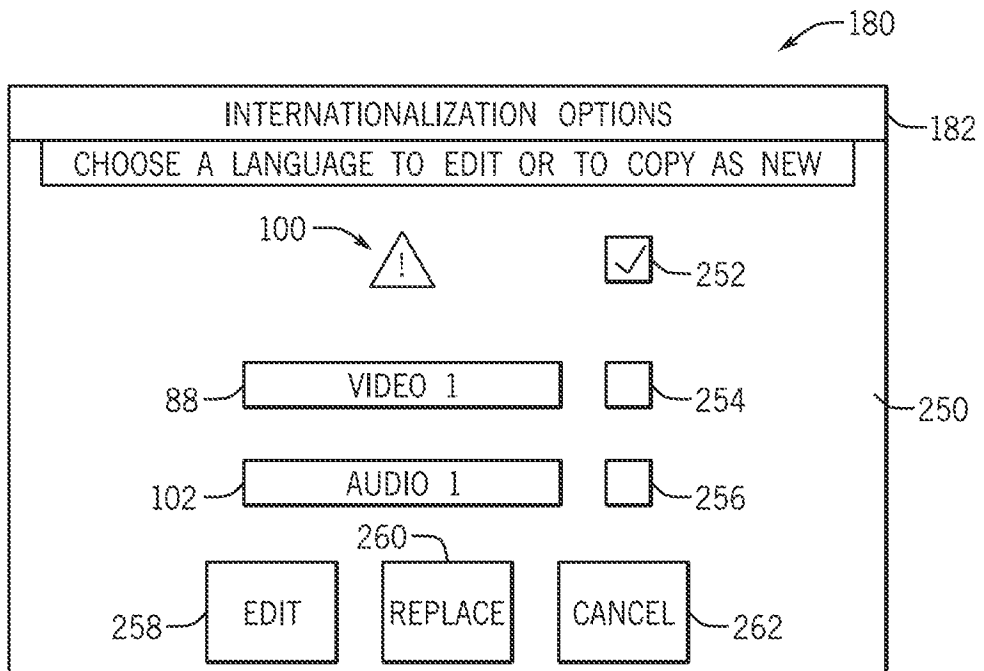 180
INTERNATIONALIZATION OPTIONS
182
CHOOSE A LANGUAGE TO EDIT OR TO COPY AS NEW
100
!
252
88
VIDEO 1
254
250
102
AUDIO 1
256
260
258
EDIT
REPLACE
CANCEL
262